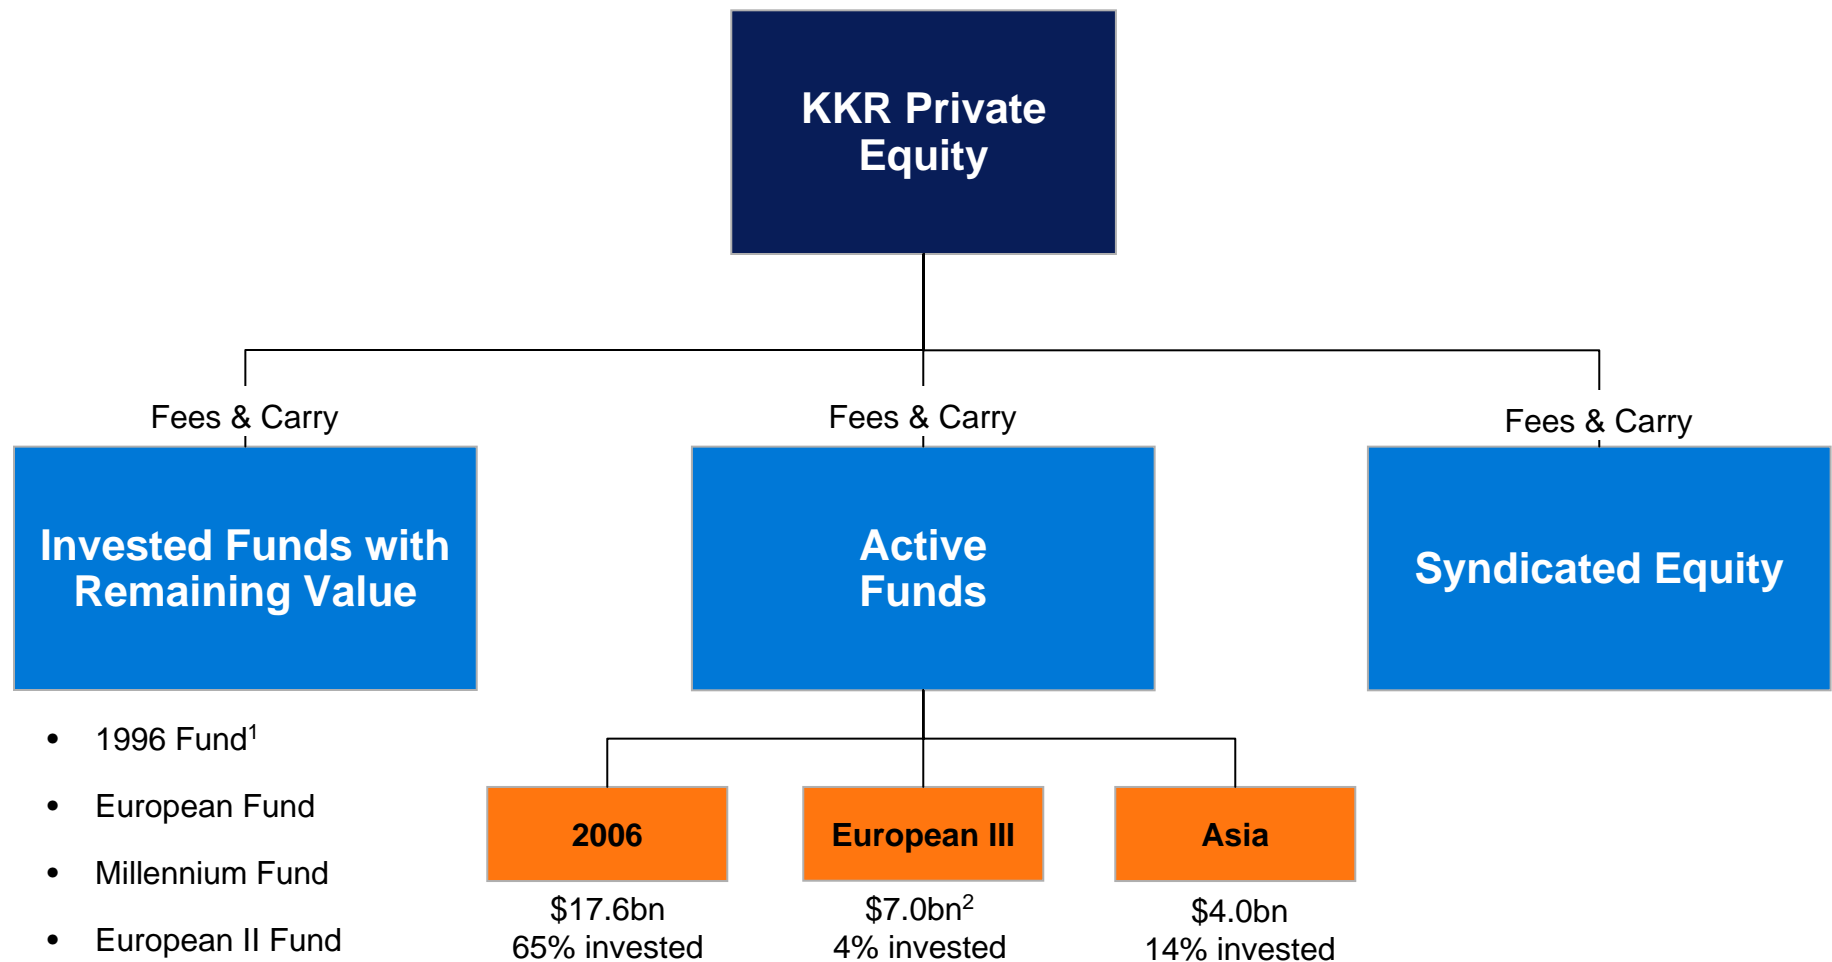 KKR Private
Equity
Fees & Carry
Fees & Carry
Fees & Carry
Invested Funds with
Remaining Value
Active
Funds
Syndicated Equity
• 1996 Fund¹
• European Fund
• Millennium Fund
• European II Fund
2006
$17.6bn
65% invested
European III
$7.0bn²
4% invested
Asia
$4.0bn
14% invested